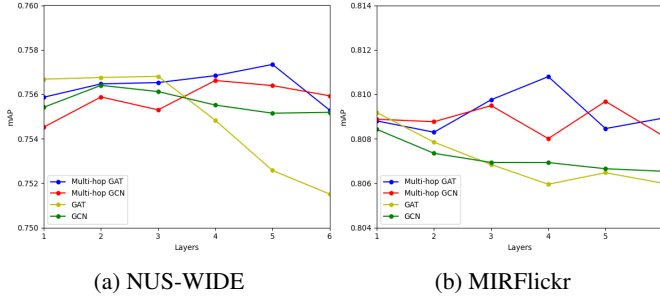 0.760
0.758
0.756
0.754
0.752
0.750
mAP
Multi-hop GAT
Multi-hop GCN
GAT
GCN
1 2 3 4 5 6
Layers
(a) NUS-WIDE
0.814
0.810
0.808
0.806
0.804
mAP
Multi-hop GAT
Multi-hop GCN
GAT
GCN
1 2 3 4 5
Layers
(b) MIRFlickr